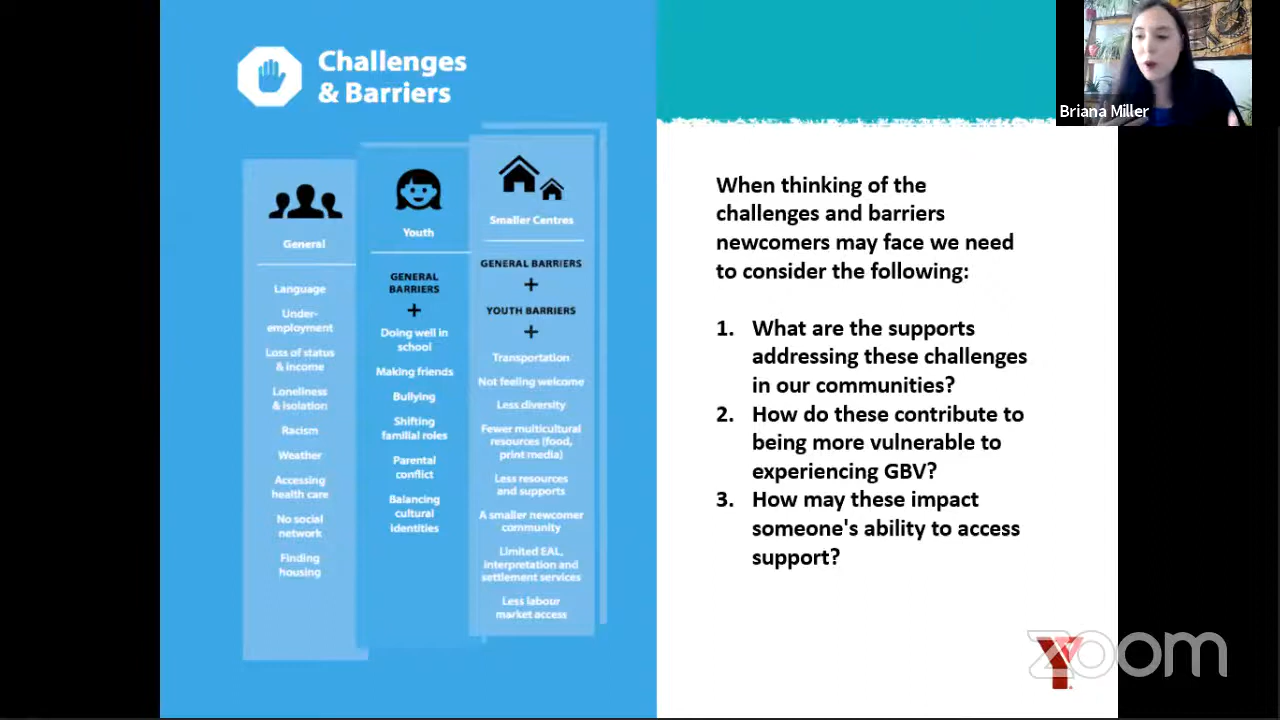 Challenges
& Barriers
General
Language
Under-
employment
Loss of status
& income
Loneliness
& isolation
Racism
Weather
Accessing
health care
No social
network
Finding
housing
Youth
GENERAL
BARRIERS
+
Doing well in
school
Making friends
Bullying
Shifting
familial roles
Parental
conflict
Balancing
cultural
identities
Smaller Centres
GENERAL BARRIERS
+
YOUTH BARRIERS
+
Transportation
Not feeling welcome
Less diversity
Fewer multicultural
resources (food,
print media)
Less resources
and supports
A smaller newcomer
community
Limited EAL,
interpretation and
settlement services
Less labour
market access
When thinking of the
challenges and barriers
newcomers may face we need
to consider the following:
1. What are the supports
addressing these challenges
in our communities?
2. How do these contribute to
being more vulnerable to
experiencing GBV?
3. How may these impact
someone's ability to access
support?
Briana Miller
Y
zoom